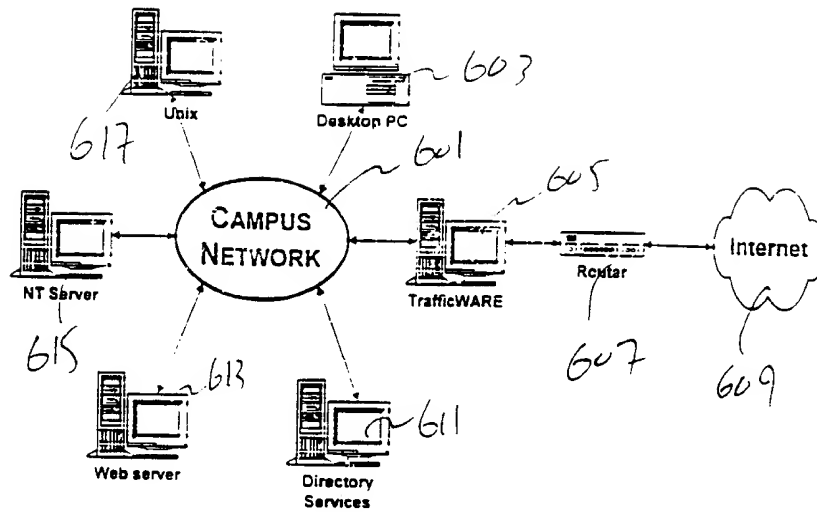 Unix
617
Desktop PC
603
601
605
CAMPUS
NETWORK
NT Server
615
TrafficWARE
Router
607
Internet
609
Web server
613
Directory
Services
611